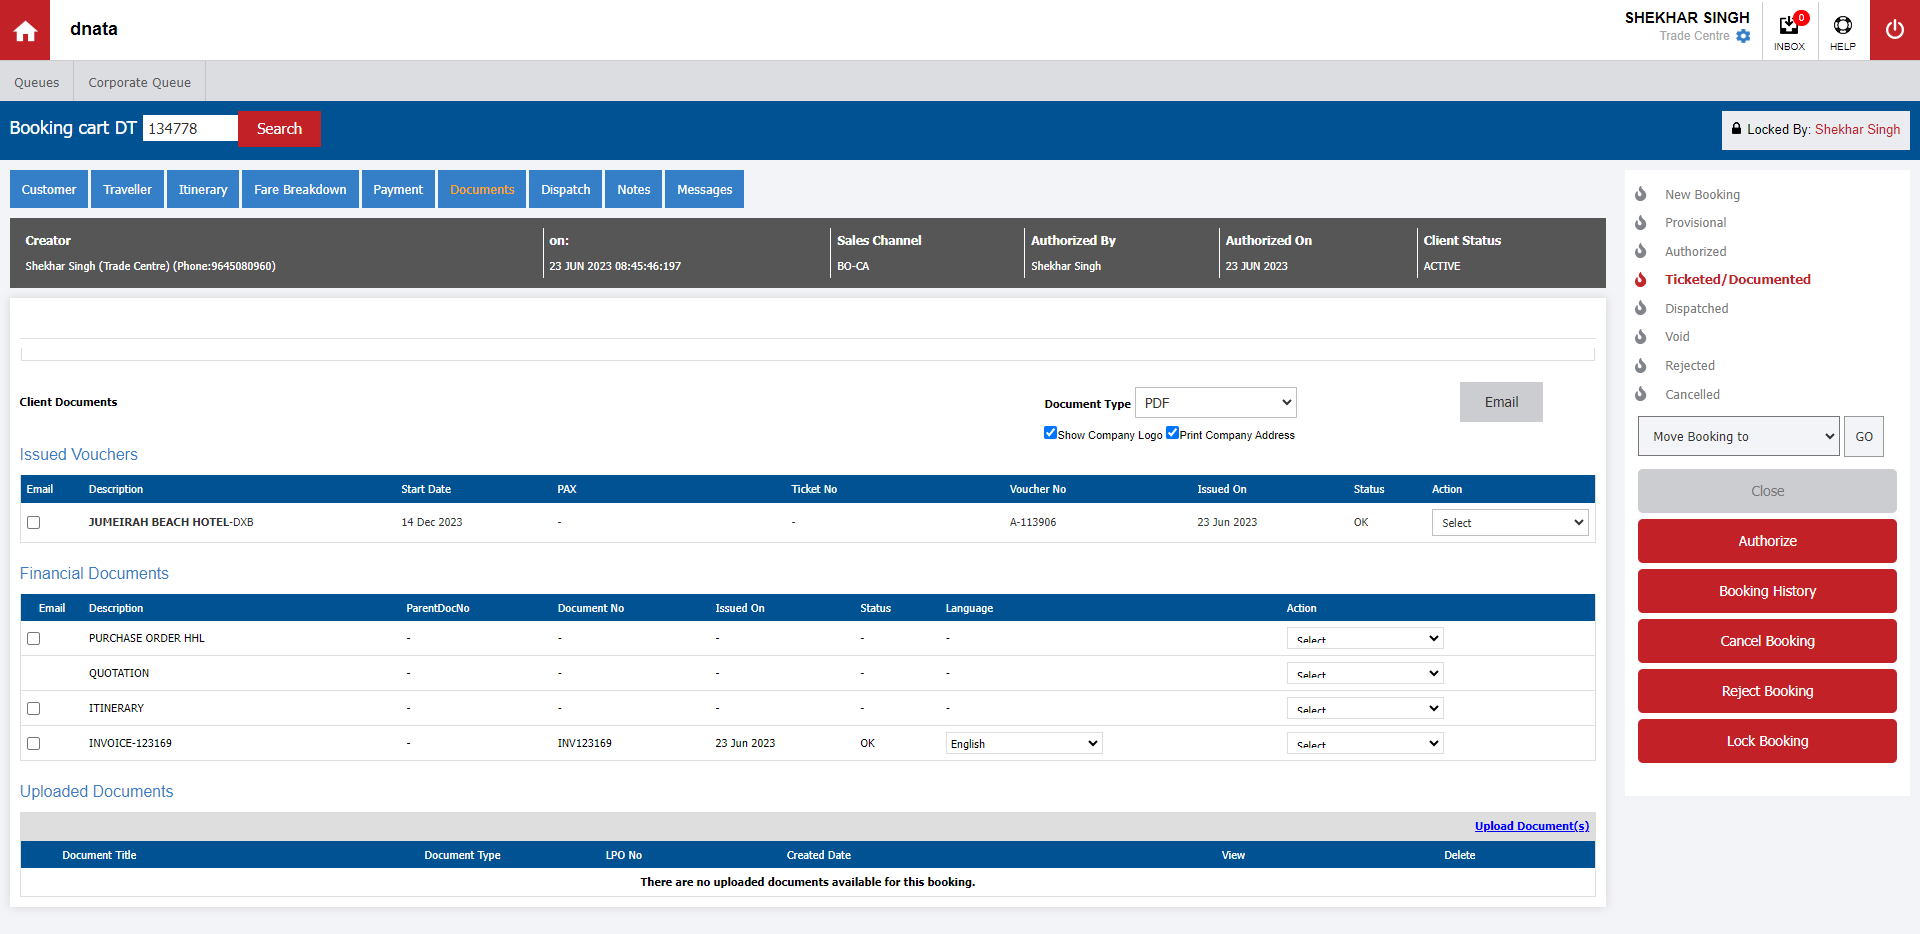 dnata
SHEKHAR SINGH
Trade Centre
0
INBOX
HELP
Queues
Corporate Queue
Booking cart DT 134778 Search
Locked By: Shekhar Singh
Customer Traveller Itinerary Fare Breakdown Payment Documents Dispatch Notes Messages
Creator on: Sales Channel Authorized By Authorized On Client Status
Shekhar Singh (Trade Centre) (Phone:9645080960) 23 JUN 2023 08:45:46:197 BO-CA Shekhar Singh 23 JUN 2023 ACTIVE
Client Documents
Document Type PDF
Email
Show Company Logo Print Company Address
Issued Vouchers
Email Description Start Date PAX Ticket No Voucher No Issued On Status Action
JUMEIRAH BEACH HOTEL-DXB 14 Dec 2023 - - A-113906 23 Jun 2023 OK Select
Financial Documents
Email Description ParentDocNo Document No Issued On Status Language Action
PURCHASE ORDER HHL - - - - - Select
QUOTATION - - - - - Select
ITINERARY - - - - - Select
INVOICE-123169 - INV123169 23 Jun 2023 OK English Select
Uploaded Documents
Upload Document(s)
Document Title Document Type LPO No Created Date View Delete
There are no uploaded documents available for this booking.
New Booking
Provisional
Authorized
Ticketed/Documented
Dispatched
Void
Rejected
Cancelled
Move Booking to GO
Close
Authorize
Booking History
Cancel Booking
Reject Booking
Lock Booking